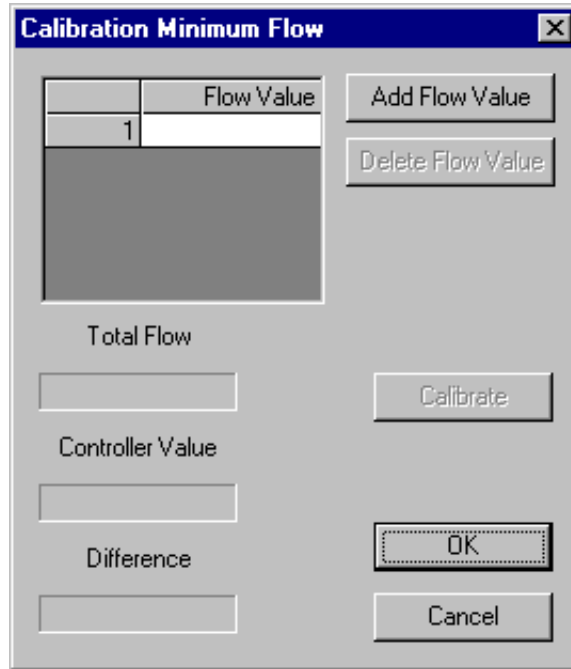 Calibration Minimum Flow
Flow Value
1
Add Flow Value
Delete Flow Value
Total Flow
Calibrate
Controller Value
Difference
OK
Cancel